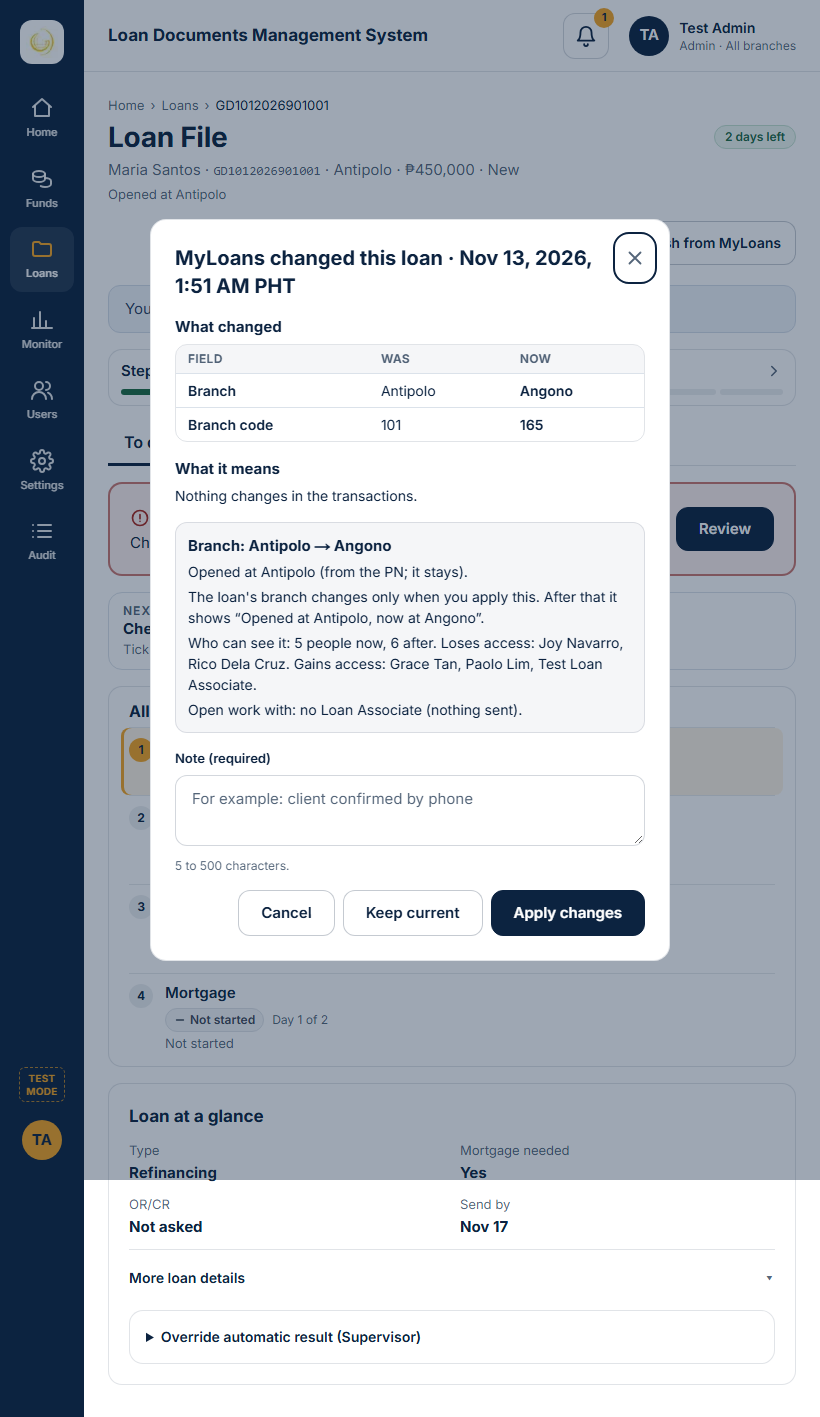 Loan Documents Management System
1
TA
Test Admin
Admin · All branches
Home
Funds
Loans
Monitor
Users
Settings
Audit
TEST
MODE
TA
Home › Loans › GD1012026901001
Loan File
2 days left
Maria Santos · GD1012026901001 · Antipolo · ₱450,000 · New
Opened at Antipolo
from MyLoans
You
Step
To
Review
NEX
Che
Tick
All
1
2
3
MyLoans changed this loan · Nov 13, 2026,
1:51 AM PHT
What changed
FIELD WAS NOW
Branch Antipolo Angono
Branch code 101 165
What it means
Nothing changes in the transactions.
Branch: Antipolo → Angono
Opened at Antipolo (from the PN; it stays).
The loan's branch changes only when you apply this. After that it
shows “Opened at Antipolo, now at Angono”.
Who can see it: 5 people now, 6 after. Loses access: Joy Navarro,
Rico Dela Cruz. Gains access: Grace Tan, Paolo Lim, Test Loan
Associate.
Open work with: no Loan Associate (nothing sent).
Note (required)
For example: client confirmed by phone
5 to 500 characters.
Cancel
Keep current
Apply changes
4
Mortgage
– Not started Day 1 of 2
Not started
Loan at a glance
Type Mortgage needed
Refinancing Yes
OR/CR Send by
Not asked Nov 17
More loan details
Override automatic result (Supervisor)